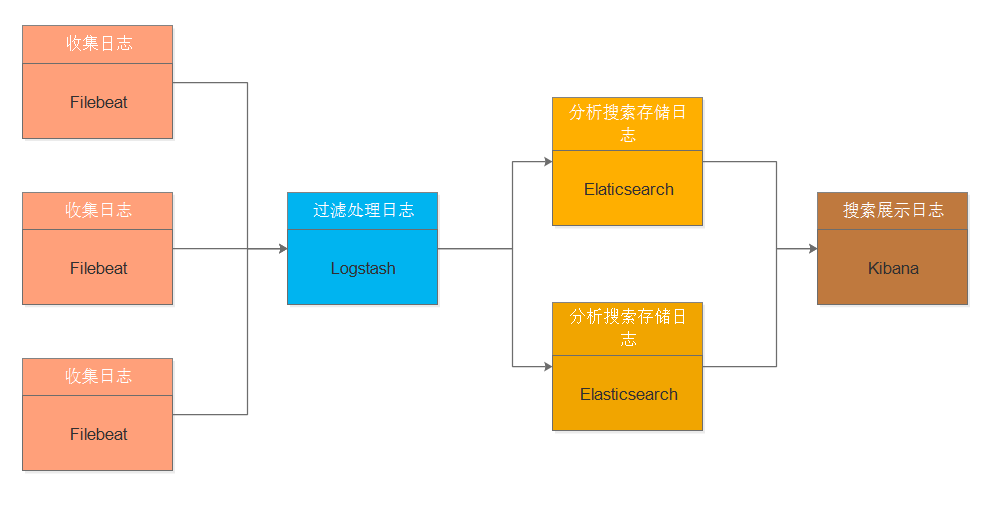 收集日志
Filebeat
收集日志
Filebeat
收集日志
Filebeat
过滤处理日志
Logstash
分析搜索存储日
志
Elaticsearch
分析搜索存储日
志
Elasticsearch
搜索展示日志
Kibana